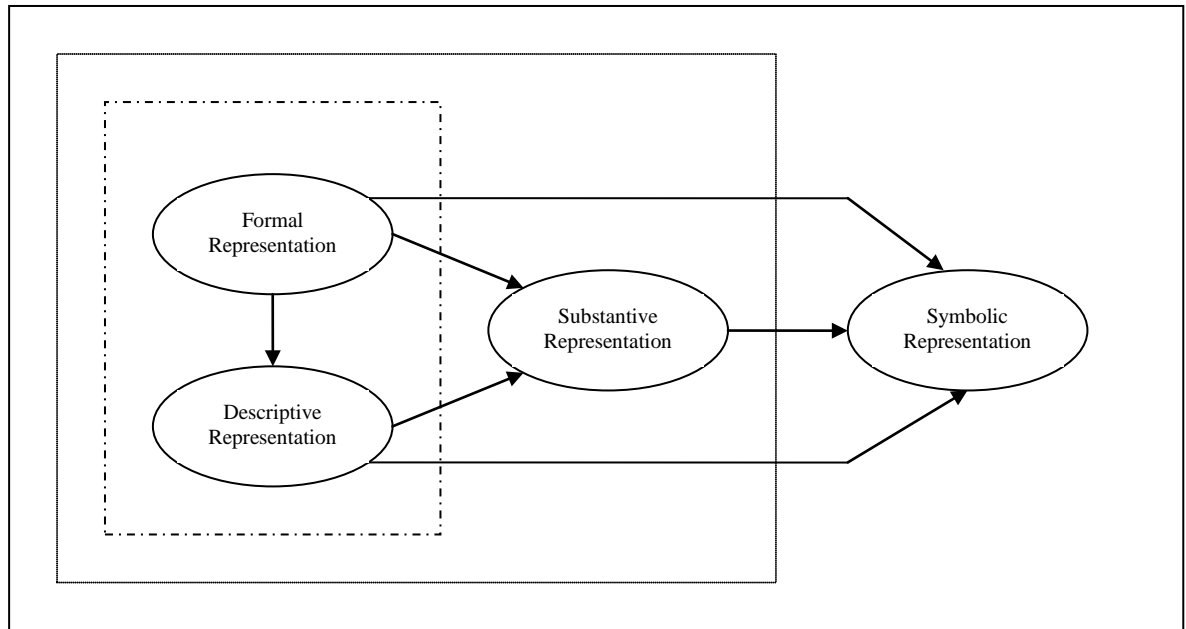 Formal
Representation
Substantive
Representation
Symbolic
Representation
Descriptive
Representation